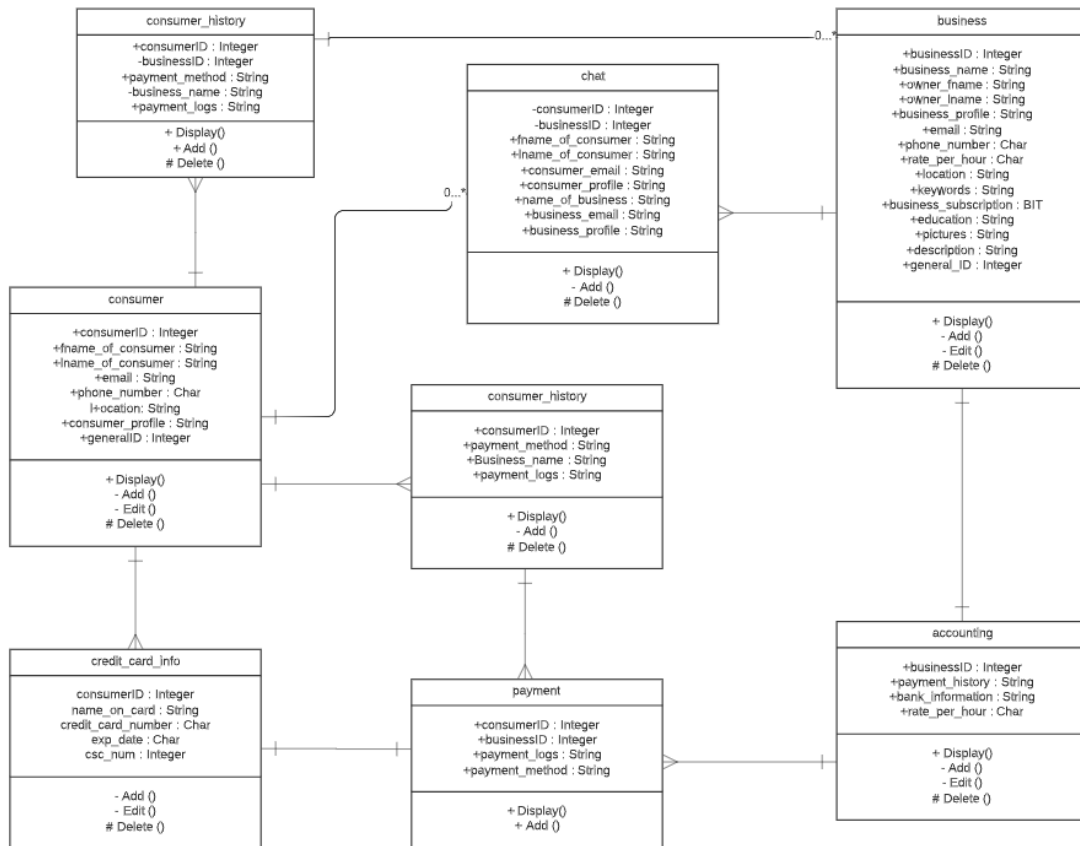 consumer_history
+consumerID : Integer
-businessID : Integer
+payment_method : String
-business_name : String
+payment_logs : String
+ Display()
+ Add ()
# Delete ()
0...*
business
+businessID : Integer
+business_name : String
+owner_fname : String
+owner_lname : String
+business_profile : String
+email : String
+phone_number : Char
+rate_per_hour : Char
+location : String
+keywords : String
+business_subscription : BIT
+education : String
+pictures : String
+description : String
+general_ID : Integer
+ Display()
- Add ()
- Edit ()
# Delete ()
chat
-consumerID : Integer
-businessID : Integer
+fname_of_consumer : String
+lname_of_consumer : String
+consumer_email : String
+consumer_profile : String
+name_of_business : String
+business_email : String
+business_profile : String
+ Display()
- Add ()
# Delete ()
0...*
consumer
+consumerID : Integer
+fname_of_consumer : String
+lname_of_consumer : String
+email : String
+phone_number : Char
l+ocation: String
+consumer_profile : String
+generalID : Integer
+ Display()
- Add ()
- Edit ()
# Delete ()
consumer_history
+consumerID : Integer
+payment_method : String
+Business_name : String
+payment_logs : String
+ Display()
- Add ()
# Delete ()
credit_card_info
consumerID : Integer
name_on_card : String
credit_card_number : Char
exp_date : Char
csc_num : Integer
- Add ()
- Edit ()
# Delete ()
payment
+consumerID : Integer
+businessID : Integer
+payment_logs : String
+payment_method : String
+ Display()
+ Add ()
accounting
+businessID : Integer
+payment_history : String
+bank_information : String
+rate_per_hour : Char
+ Display()
- Add ()
- Edit ()
# Delete ()